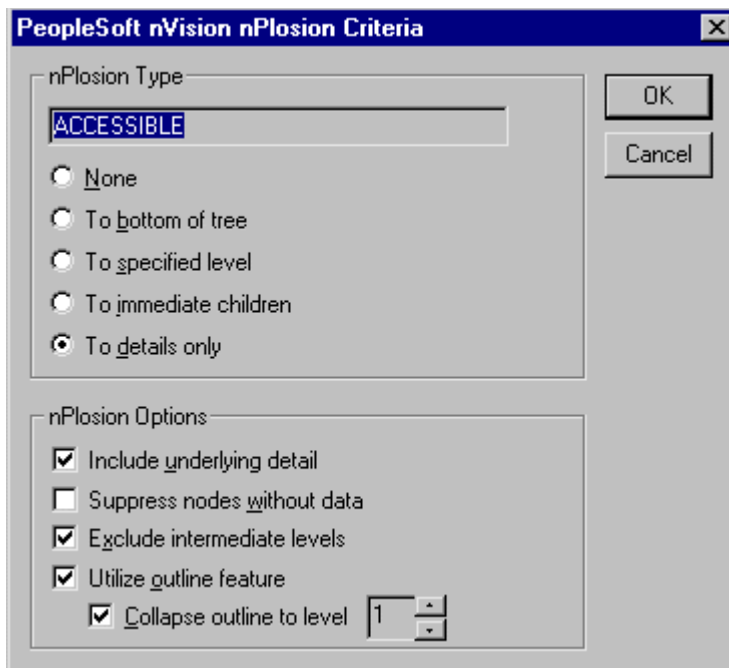 PeopleSoft nVision nPlosion Criteria
nPlosion Type
ACCESSIBLE
None
To bottom of tree
To specified level
To immediate children
To details only
OK
Cancel
nPlosion Options
Include underlying detail
Suppress nodes without data
Exclude intermediate levels
Utilize outline feature
Collapse outline to level 1